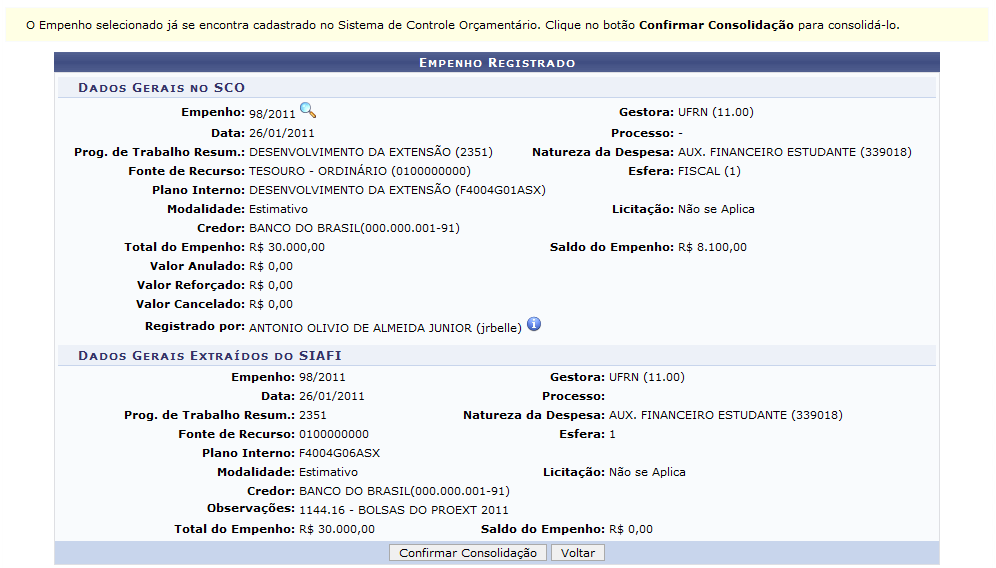 O Empenho selecionado já se encontra cadastrado no Sistema de Controle Orçamentário. Clique no botão Confirmar Consolidação para consolidá-lo.
EMPENHO REGISTRADO
DADOS GERAIS NO SCO
Empenho: 98/2011 Gestora: UFRN (11.00)
Data: 26/01/2011 Processo: -
Prog. de Trabalho Resum.: DESENVOLVIMENTO DA EXTENSÃO (2351) Natureza da Despesa: AUX. FINANCEIRO ESTUDANTE (339018)
Fonte de Recurso: TESOURO - ORDINÁRIO (0100000000) Esfera: FISCAL (1)
Plano Interno: DESENVOLVIMENTO DA EXTENSÃO (F4004G01ASX)
Modalidade: Estimativo Licitação: Não se Aplica
Credor: BANCO DO BRASIL(000.000.001-91)
Total do Empenho: R$ 30.000,00 Saldo do Empenho: R$ 8.100,00
Valor Anulado: R$ 0,00
Valor Reforçado: R$ 0,00
Valor Cancelado: R$ 0,00
Registrado por: ANTONIO OLIVIO DE ALMEIDA JUNIOR (jrbelle)
DADOS GERAIS EXTRAÍDOS DO SIAFI
Empenho: 98/2011 Gestora: UFRN (11.00)
Data: 26/01/2011 Processo:
Prog. de Trabalho Resum.: 2351 Natureza da Despesa: AUX. FINANCEIRO ESTUDANTE (339018)
Fonte de Recurso: 0100000000 Esfera: 1
Plano Interno: F4004G06ASX
Modalidade: Estimativo Licitação: Não se Aplica
Credor: BANCO DO BRASIL(000.000.001-91)
Observações: 1144.16 - BOLSAS DO PROEXT 2011
Total do Empenho: R$ 30.000,00 Saldo do Empenho: R$ 0,00
Confirmar Consolidação Voltar